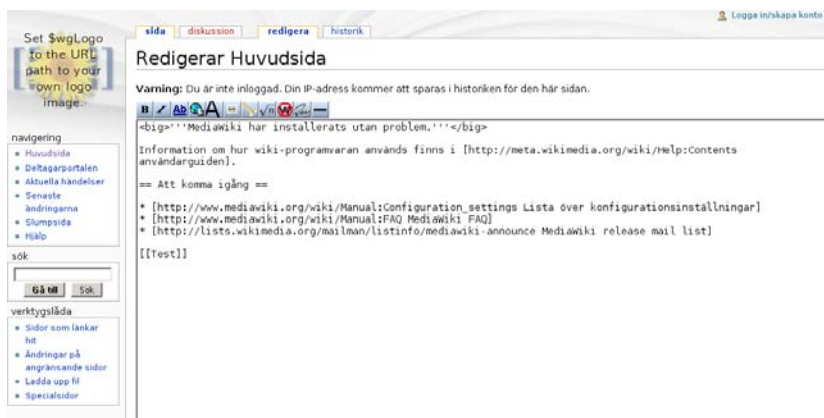 Logga in/skapa konto
Set $wgLogo
to the URL
path to your
own logo
image.
sida diskussion redigera historik
Redigerar Huvudsida
Varning: Du är inte inloggad. Din IP-adress kommer att sparas i historiken för den här sidan.
B I Ab A √n W
<big>'''MediaWiki har installerats utan problem.'''</big>
Information om hur wiki-programvaran används finns i [http://meta.wikimedia.org/wiki/Help:Contents
användarguiden].
== Att komma igång ==
* [http://www.mediawiki.org/wiki/Manual:Configuration_settings Lista över konfigurationsinställningar]
* [http://www.mediawiki.org/wiki/Manual:FAQ MediaWiki FAQ]
* [http://lists.wikimedia.org/mailman/listinfo/mediawiki-announce MediaWiki release mail list]
[[Test]]
navigering
Huvudsida
Deltagarportalen
Aktuella händelser
Senaste
ändringarna
Slumpsida
Hjälp
sök
Gå till Sök
verktygslåda
Sidor som länkar
hit
Ändringar på
angränsande sidor
Ladda upp fil
Specialsidor